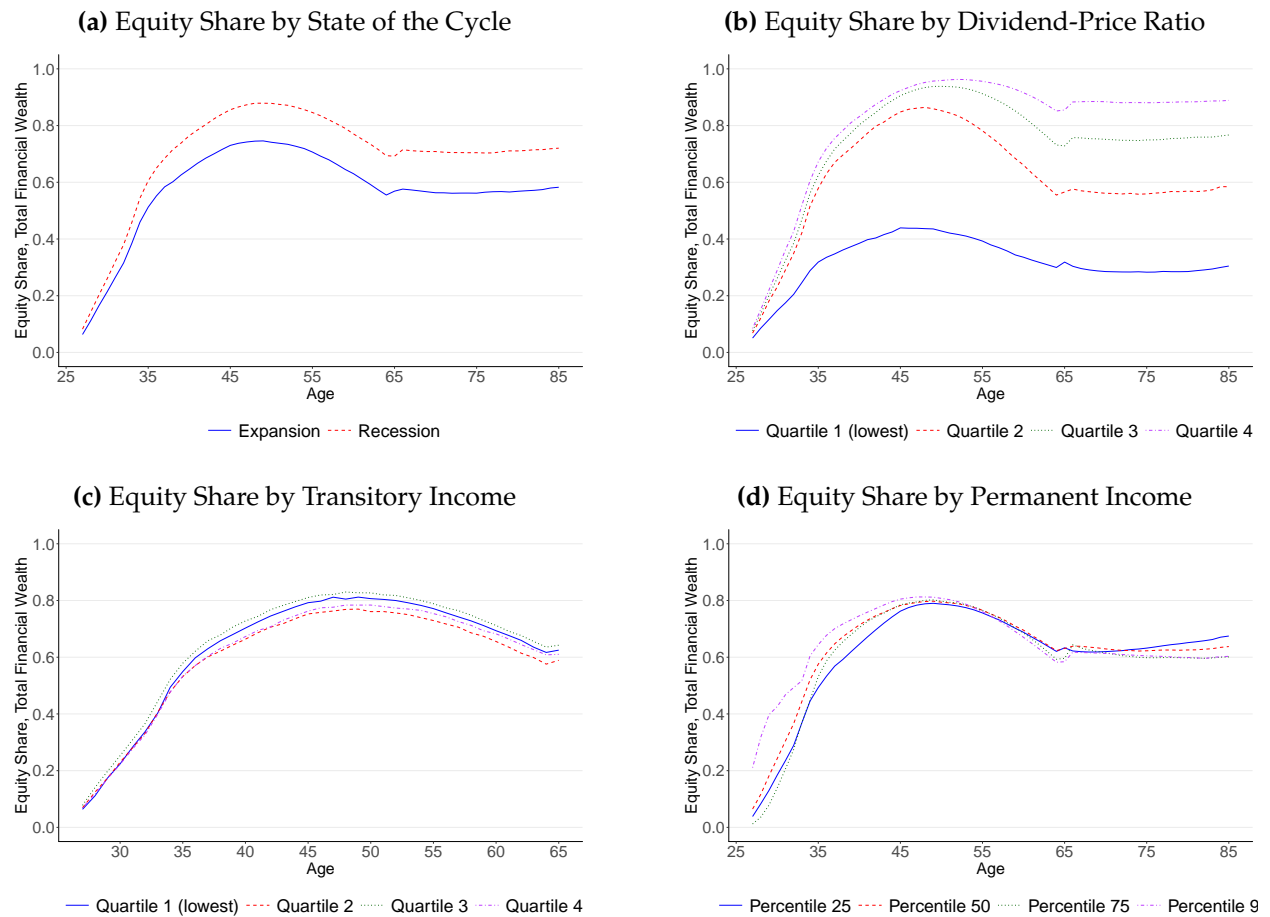 (a) Equity Share by State of the Cycle
Equity Share, Total Financial Wealth
1.0
0.8
0.6
0.4
0.2
0.0
25 35 45 55 65 75 85
Age
Expansion Recession
(b) Equity Share by Dividend-Price Ratio
Equity Share, Total Financial Wealth
1.0
0.8
0.6
0.4
0.2
0.0
25 35 45 55 65 75 85
Age
Quartile 1 (lowest) Quartile 2 Quartile 3 Quartile 4
(c) Equity Share by Transitory Income
Equity Share, Total Financial Wealth
1.0
0.8
0.6
0.4
0.2
0.0
30 35 40 45 50 55 60 65
Age
Quartile 1 (lowest) Quartile 2 Quartile 3 Quartile 4
(d) Equity Share by Permanent Income
Equity Share, Total Financial Wealth
1.0
0.8
0.6
0.4
0.2
0.0
25 35 45 55 65 75 85
Age
Percentile 25 Percentile 50 Percentile 75 Percentile 9